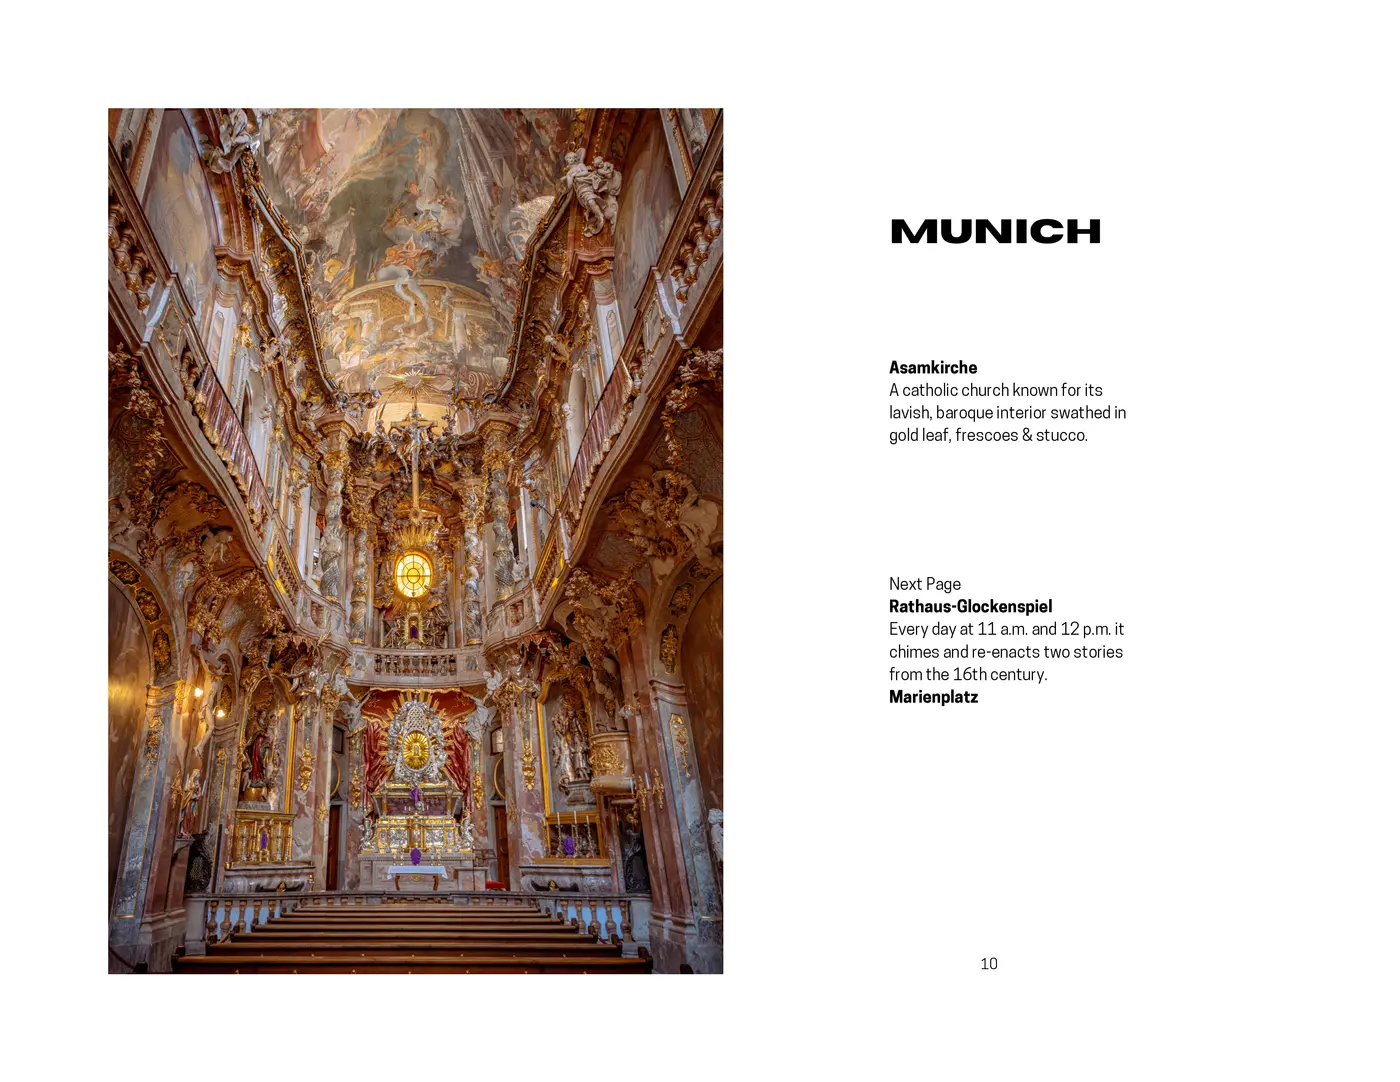 MUNICH
Asamkirche
A catholic church known for its
lavish, baroque interior swathed in
gold leaf, frescoes & stucco.
Next Page
Rathaus-Glockenspiel
Every day at 11 a.m. and 12 p.m. it
chimes and re-enacts two stories
from the 16th century.
Marienplatz
10